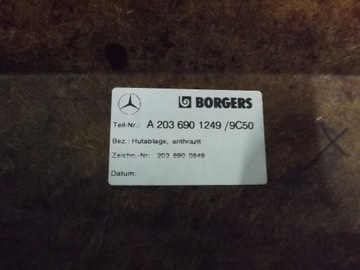 BORGERS
Teil-Nr.: A 203 690 1249 /9C50
Bez.: Hutablage, anthrazit
Zeichn.-Nr: 203 690 0849
Datum: